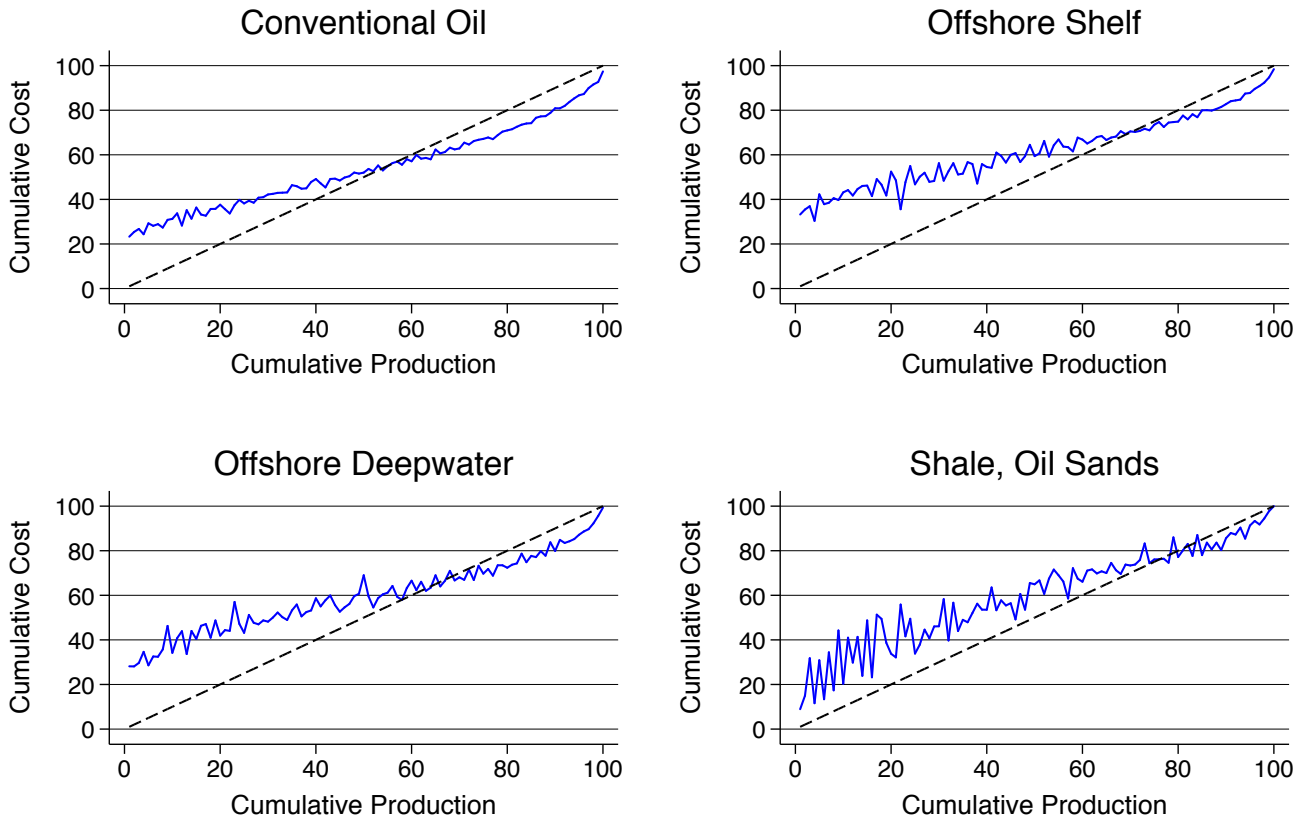 Conventional Oil
Cumulative Cost
100
80
60
40
20
0
0 20 40 60 80 100
Cumulative Production
Offshore Shelf
Cumulative Cost
100
80
60
40
20
0
0 20 40 60 80 100
Cumulative Production
Offshore Deepwater
Cumulative Cost
100
80
60
40
20
0
0 20 40 60 80 100
Cumulative Production
Shale, Oil Sands
Cumulative Cost
100
80
60
40
20
0
0 20 40 60 80 100
Cumulative Production